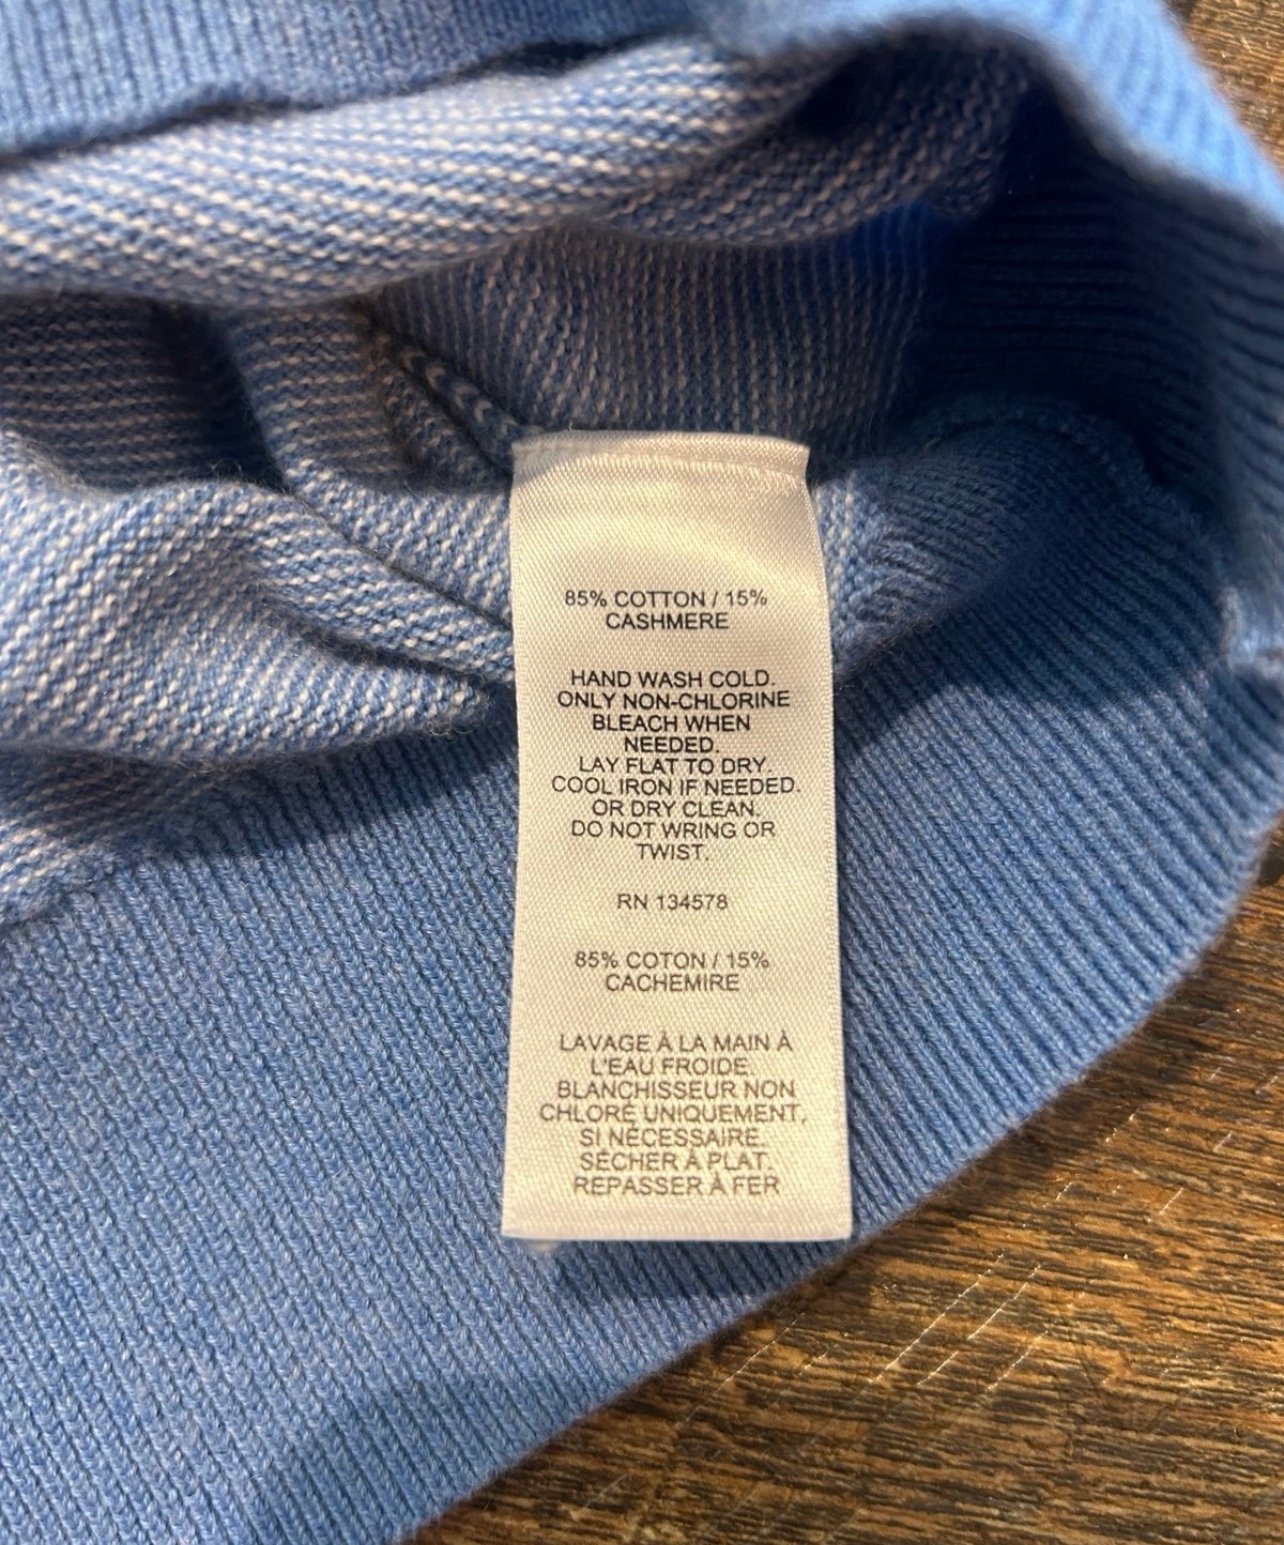 85% COTTON / 15%
CASHMERE
HAND WASH COLD.
ONLY NON-CHLORINE
BLEACH WHEN
NEEDED.
LAY FLAT TO DRY.
COOL IRON IF NEEDED.
OR DRY CLEAN.
DO NOT WRING OR
TWIST.
RN 134578
85% COTON / 15%
CACHEMIRE
LAVAGE À LA MAIN À
L'EAU FROIDE.
BLANCHISSEUR NON
CHLORÉ UNIQUEMENT,
SI NÉCESSAIRE.
SÉCHER À PLAT.
REPASSER À FER